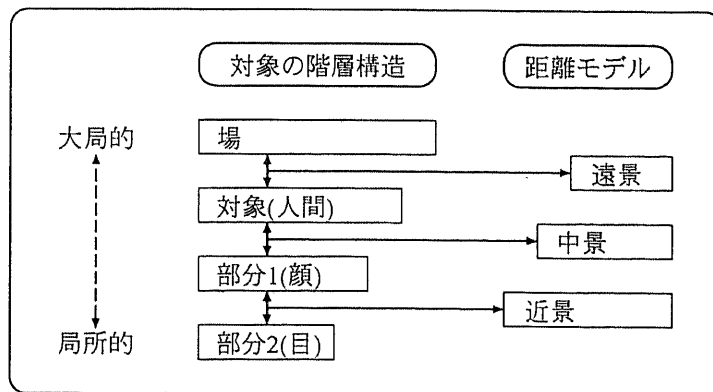 対象の階層構造 距離モデル
大局的 場
遠景
対象(人間)
中景
部分1(顔)
近景
局所的 部分2(目)